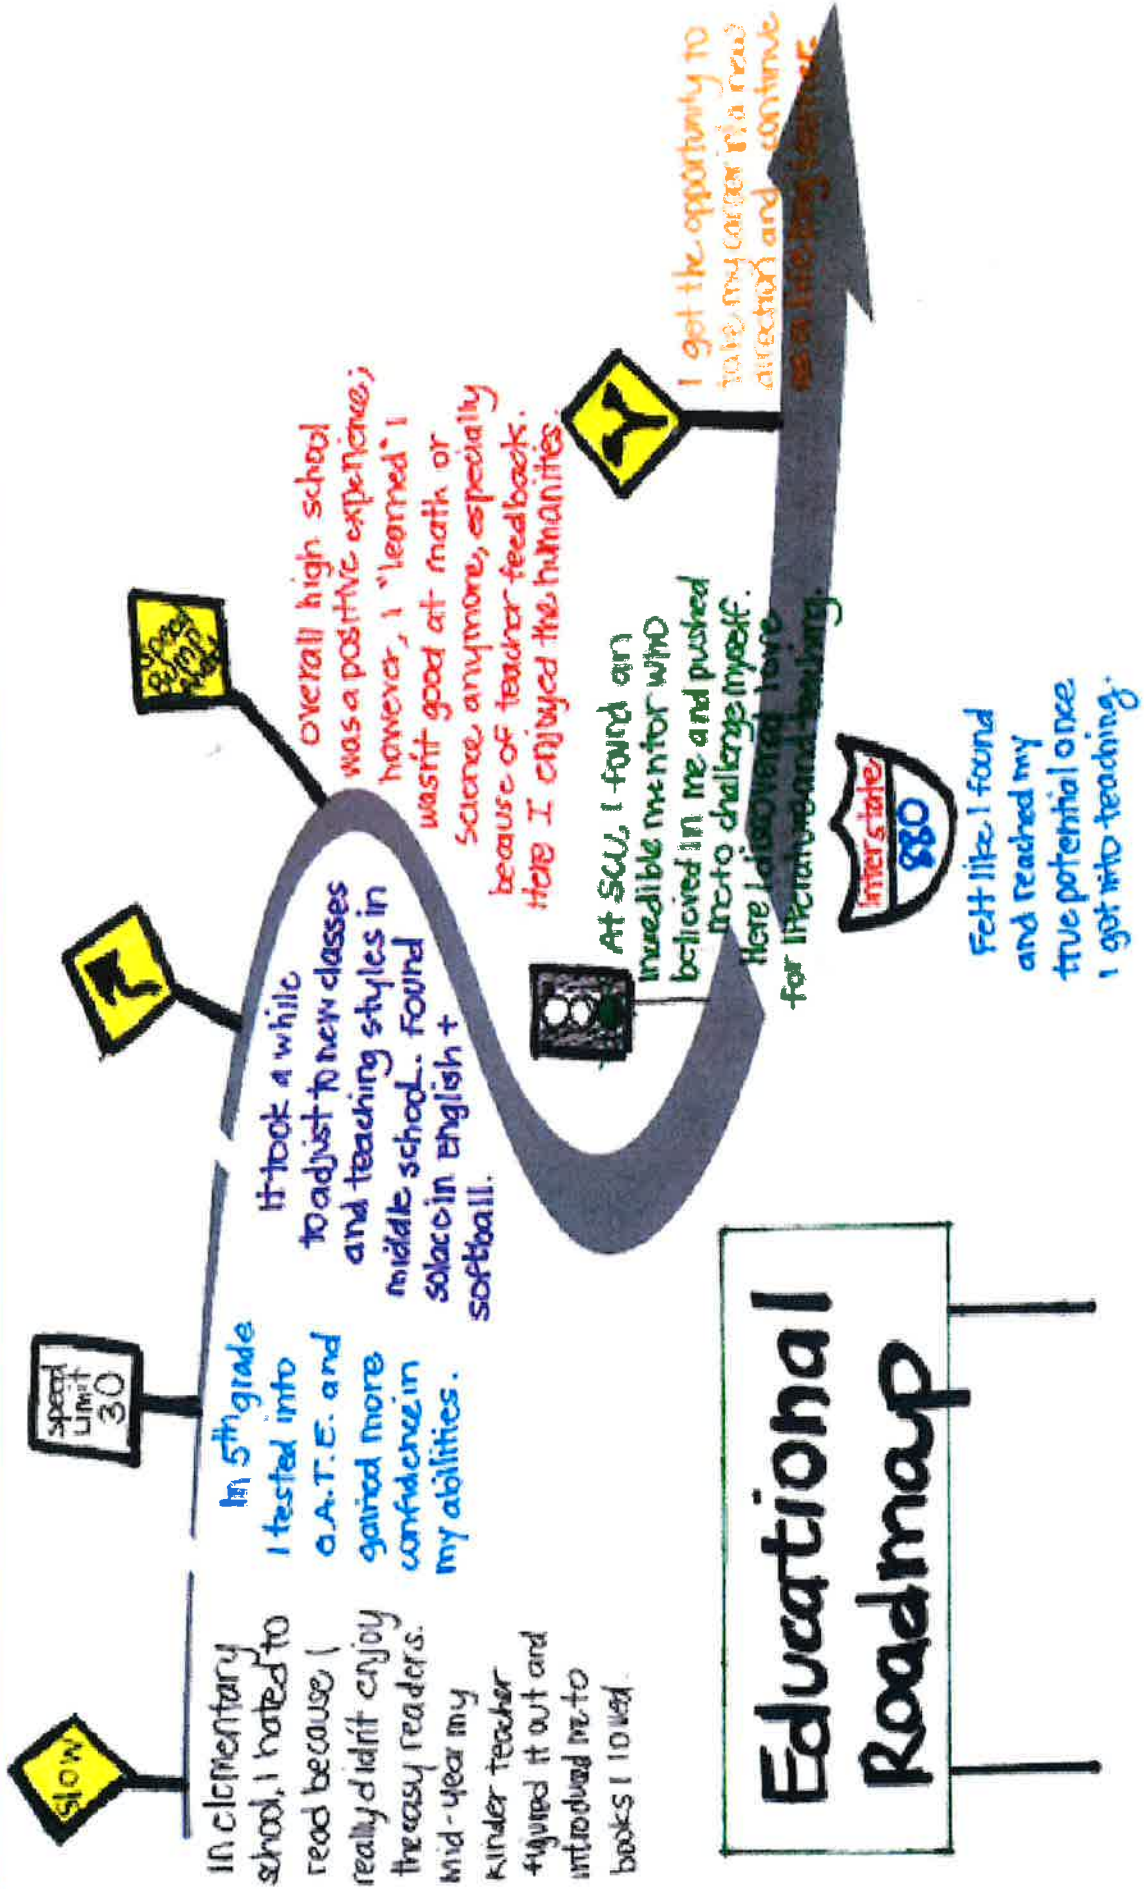 SLOW
In elementary
school, I hated to
read because I
really didn't enjoy
the easy readers.
Mid-year my
kinder teacher
figured it out and
introduced me to
books I loved.
Speed
Limit
30
In 5th grade
I tested into
G.A.T.E. and
gained more
confidence in
my abilities.
It took a while
to adjust to new classes
and teaching styles in
middle school. Found
solace in English +
softball.
Speed
overall high school
was a positive experience;
however, I "learned" I
wasn't good at math or
science anymore, especially
because of teacher feedback.
Here I enjoyed the humanities.
At SCU, I found an
incredible mentor who
believed in me and pushed
me to challenge myself.
Here I discovered love
for literature and teaching.
Interstate
880
Felt like I found
and reached my
true potential once
I got into teaching.
I got the opportunity to
take my career in a new
direction and continue
as a life long learner.
Educational
Roadmap